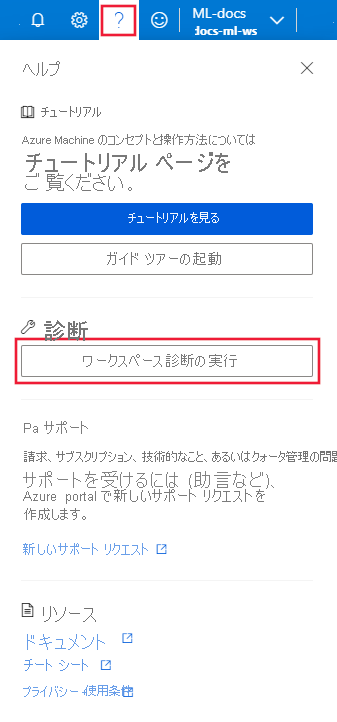 ?
ML-docs
docs-ml-ws
ヘルプ
チュートリアル
Azure Machine のコンセプトと操作方法については
チュートリアル ページを
ご 覧ください 。
チュートリアルを見る
ガイド ツアーの起動
診断
ワークスペース診断の実行
Pa サポート
請求、サブスクリプション、技術的なこと、あるいはクォータ管理の問題
サポートを受けるには (助言など)、
Azure portal で新しいサポート リクエストを
作成します。
新しいサポート リクエスト
リソース
ドキュメント
チート シート
プライバシー +使用条件